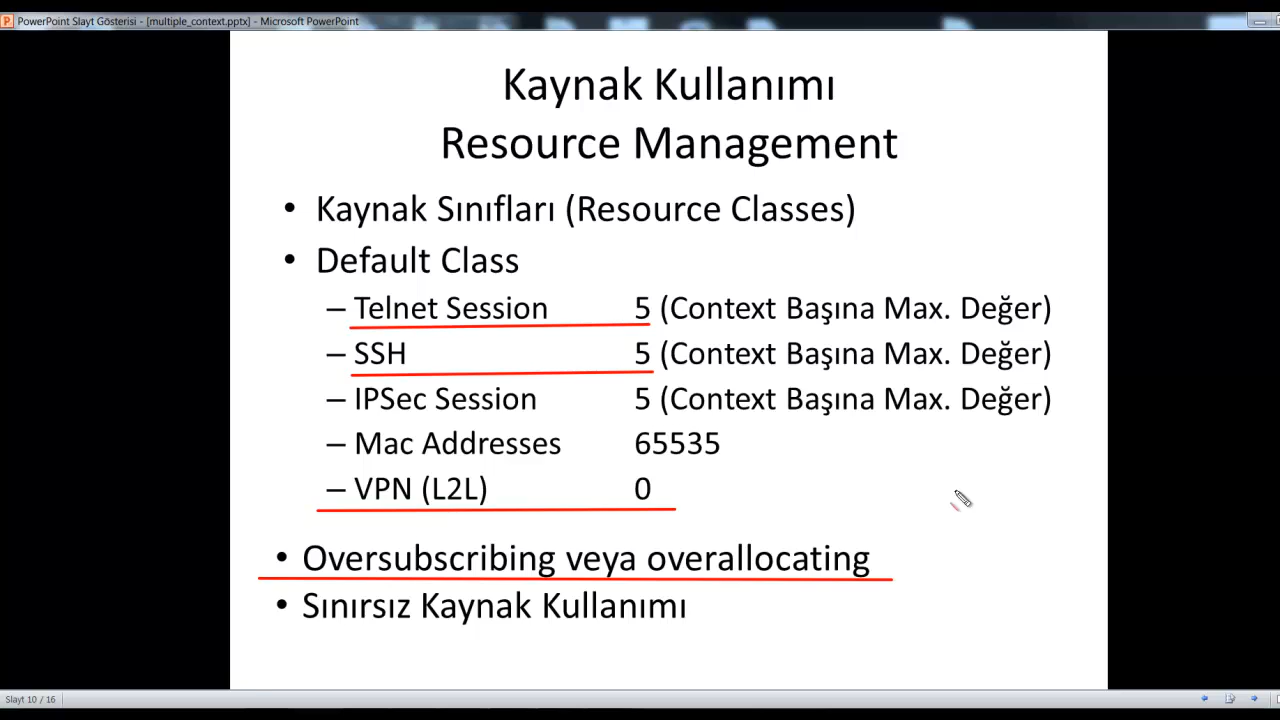 PowerPoint Slayt Gösterisi - [multiple_context.pptx] - Microsoft PowerPoint
Kaynak Kullanımı
Resource Management
• Kaynak Sınıfları (Resource Classes)
• Default Class
– Telnet Session 5 (Context Başına Max. Değer)
– SSH 5 (Context Başına Max. Değer)
– IPSec Session 5 (Context Başına Max. Değer)
– Mac Addresses 65535
– VPN (L2L) 0
• Oversubscribing veya overallocating
• Sınırsız Kaynak Kullanımı
Slayt 10 / 16